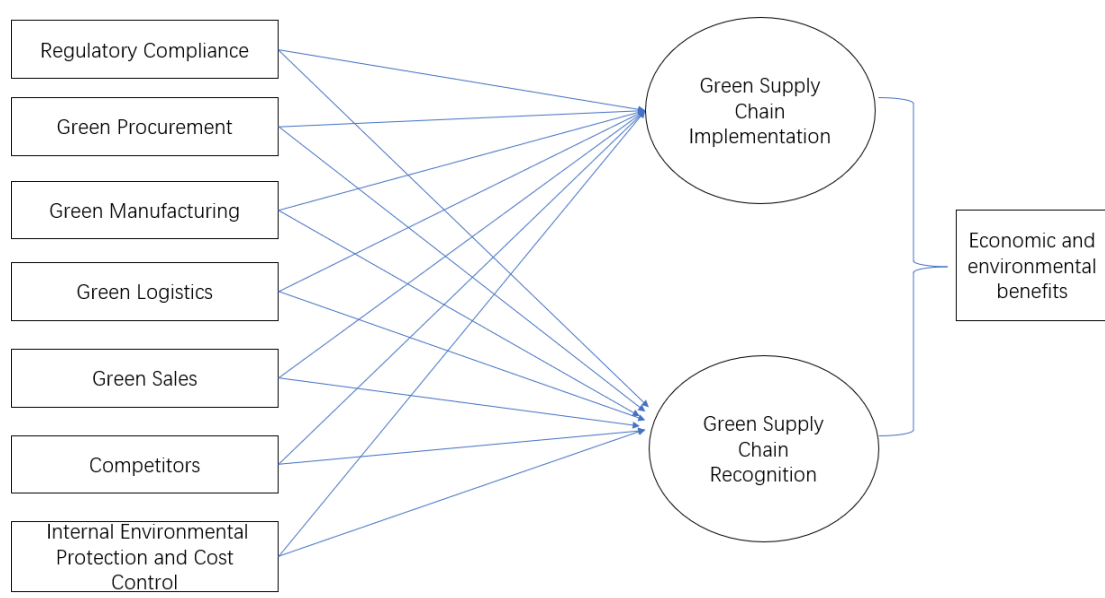 Regulatory Compliance
Green Procurement
Green Manufacturing
Green Logistics
Green Sales
Competitors
Internal Environmental
Protection and Cost
Control
Green Supply
Chain
Implementation
Green Supply
Chain
Recognition
Economic and
environmental
benefits